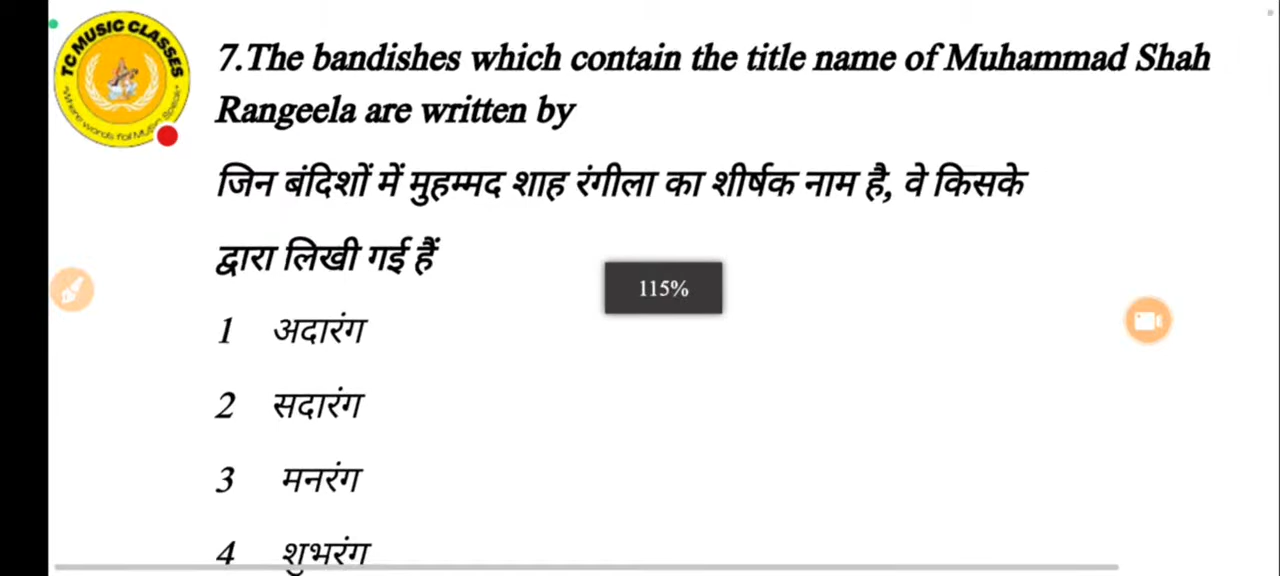 TC MUSIC CLASSES
7.The bandishes which contain the title name of Muhammad Shah
Rangeela are written by
जिन बंदिशों में मुहम्मद शाह रंगीला का शीर्षक नाम है, वे किसके
द्वारा लिखी गई हैं
115%
1 अदारंग
2 सदारंग
3 मनरंग
4 शुभरंग